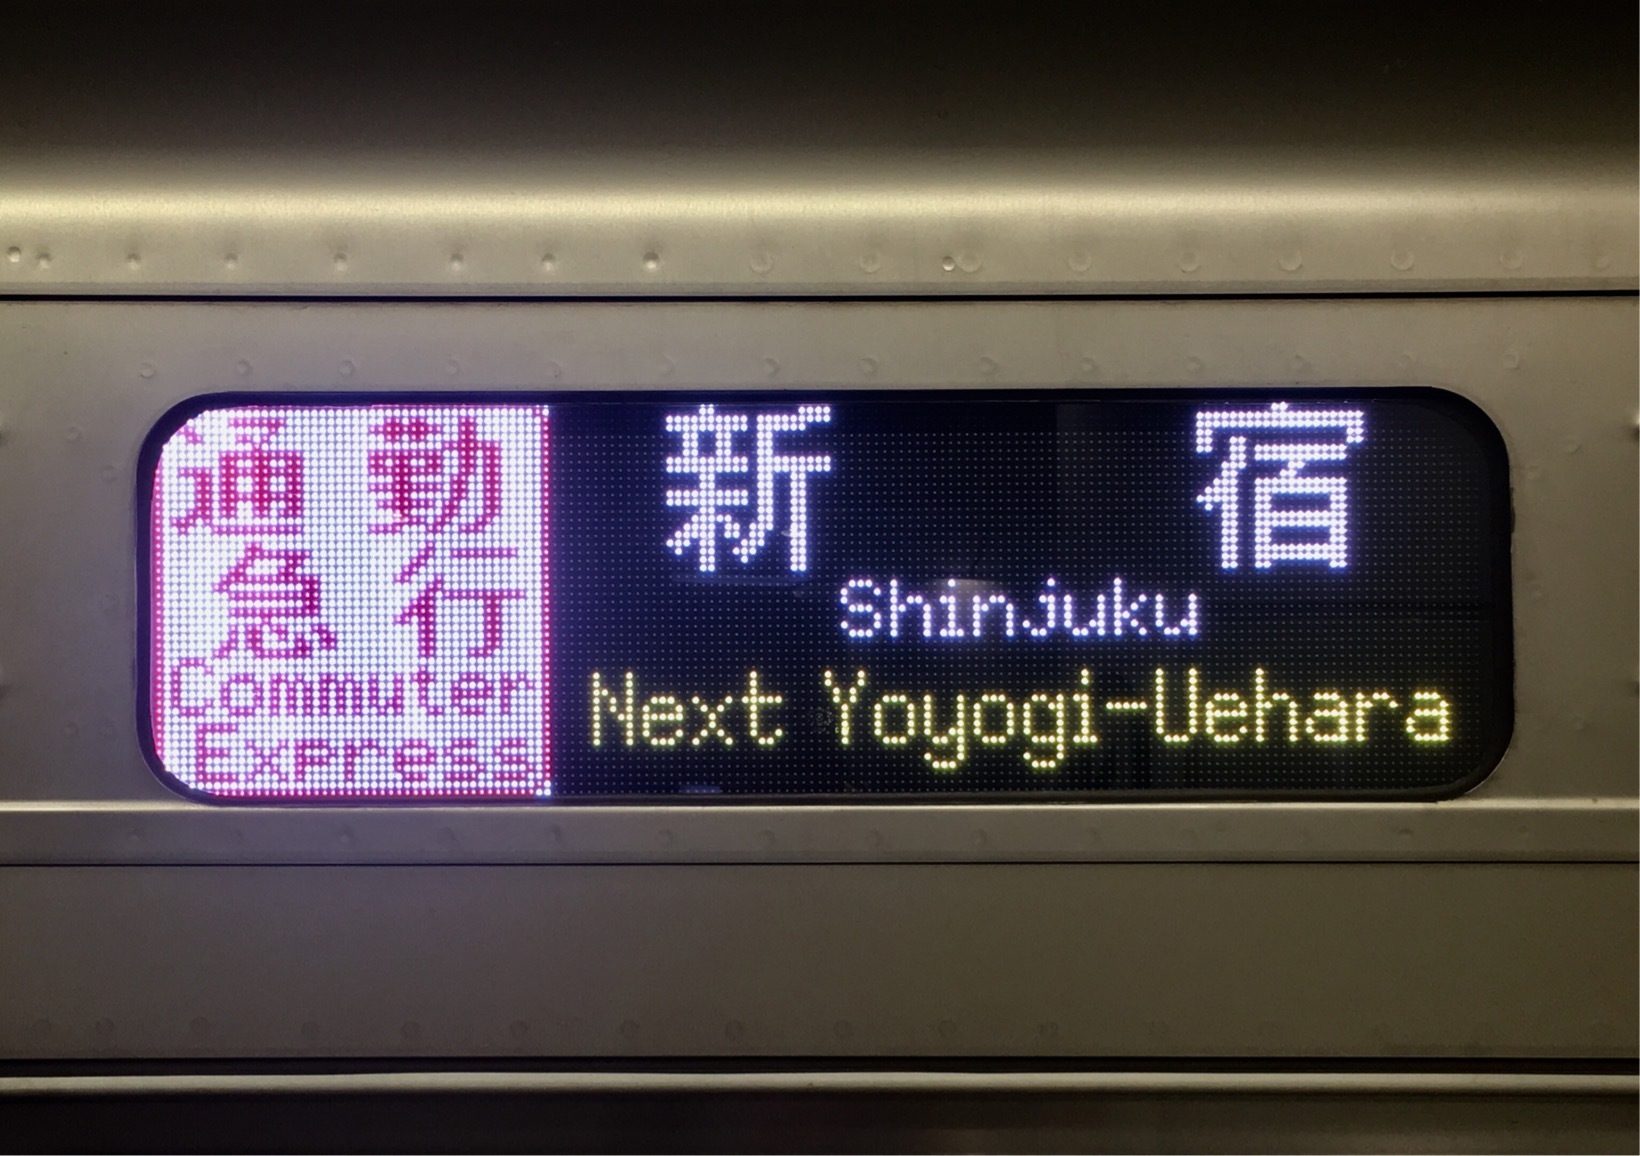 通勤
急行
Commuter
Express
新宿
Shinjuku
Next Yoyogi-Uehara